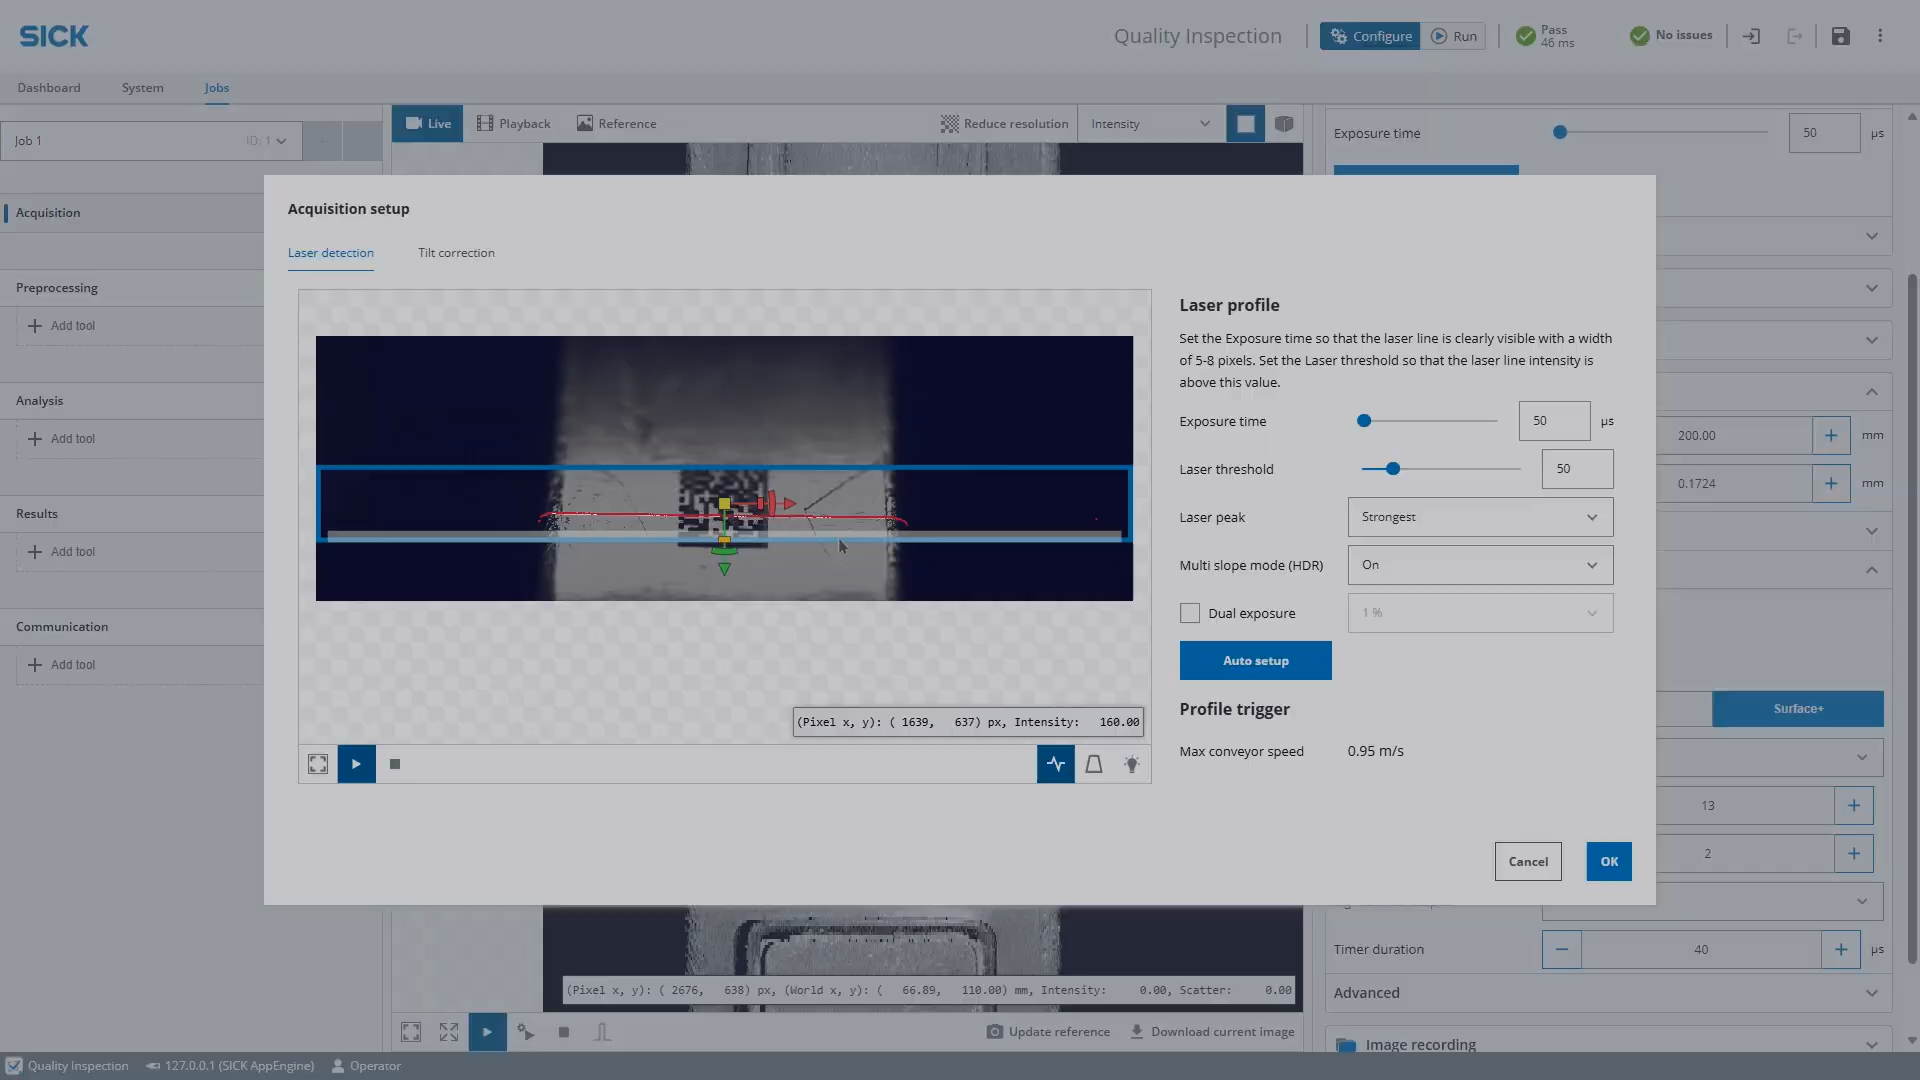 SICK
Quality Inspection
Configure
Run
Pass
46 ms
No issues
Dashboard
System
Jobs
Job 1
ID: 1
Live
Playback
Reference
Reduce resolution
Intensity
Exposure time
50
µs
Acquisition
Preprocessing
Add tool
Analysis
Add tool
Results
Add tool
Communication
Add tool
Acquisition setup
Laser detection
Tilt correction
(Pixel x, y): ( 1639, 637) px, Intensity: 160.00
Laser profile
Set the Exposure time so that the laser line is clearly visible with a width
of 5-8 pixels. Set the Laser threshold so that the laser line intensity is
above this value.
Exposure time
50
µs
Laser threshold
50
Laser peak
Strongest
Multi slope mode (HDR)
On
Dual exposure
1 %
Auto setup
Profile trigger
Max conveyor speed
0.95 m/s
Cancel
OK
200.00
mm
0.1724
mm
Surface+
13
2
Timer duration
40
µs
Advanced
Image recording
(Pixel x, y): ( 2676, 638) px, (World x, y): ( 66.89, 110.00) mm, Intensity: 0.00, Scatter: 0.00
Update reference
Download current image
Quality Inspection
127.0.0.1 (SICK AppEngine)
Operator